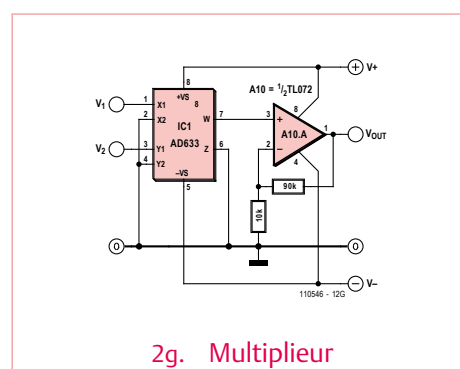 8
V+
A10 = 1/2TL072
+VS
8
V1
1
X1
2
X2
IC1
AD633
W
7
3
+
8
A10.A
1
VOUT
V2
3
Y1
4
Y2
Z
6
2
–
4
–VS
5
90k
10k
0
0
V–
110546 - 12G
2g. Multiplieur